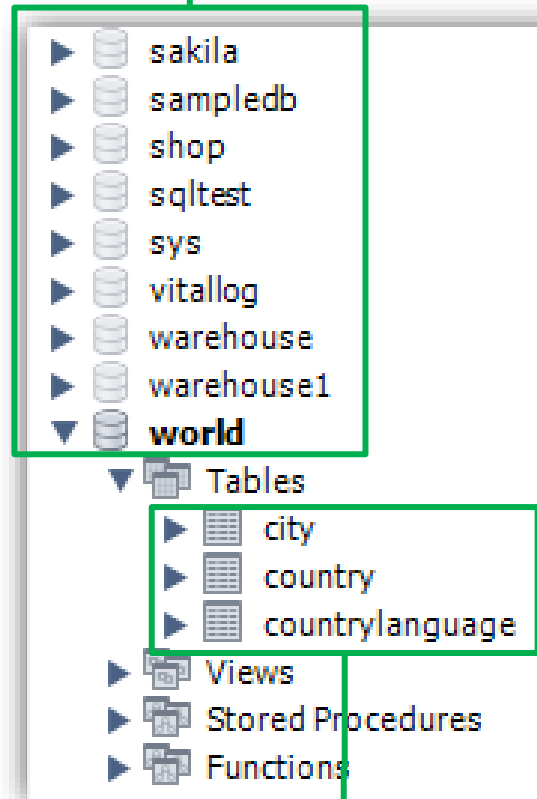 sakila
sampledb
shop
sqltest
sys
vitallog
warehouse
warehouse1
world
Tables
city
country
countrylanguage
Views
Stored Procedures
Functions